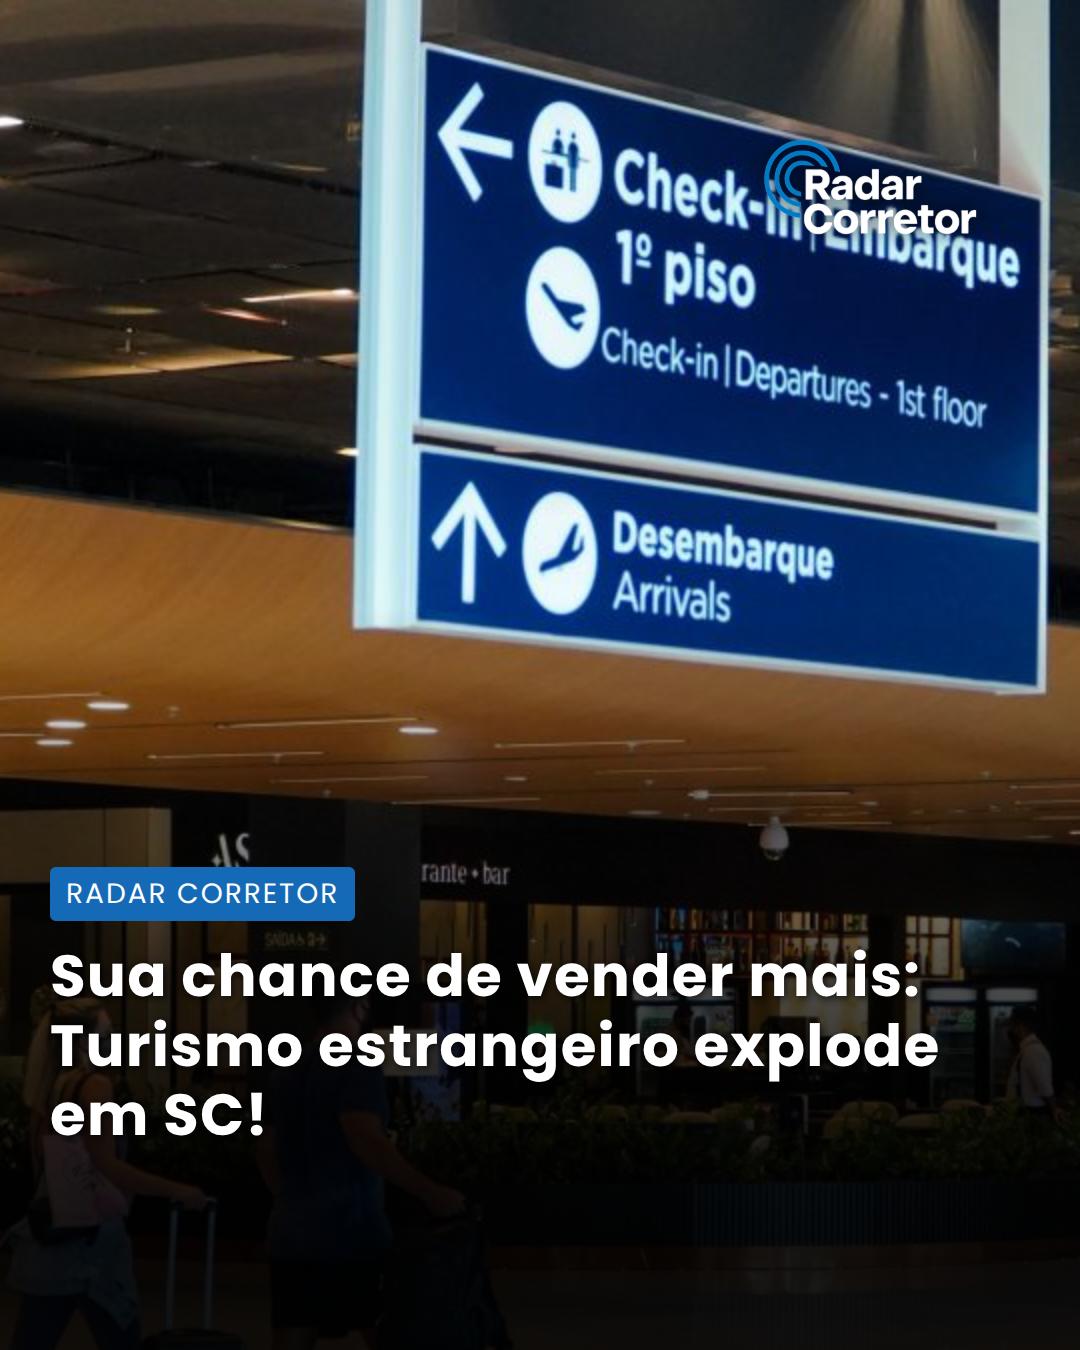 Radar
Corretor
Check-in | Embarque
1º piso
Check-in | Departures - 1st floor
Desembarque
Arrivals
rante • bar
RADAR CORRETOR
SAÍDA
Sua chance de vender mais:
Turismo estrangeiro explode
em SC!